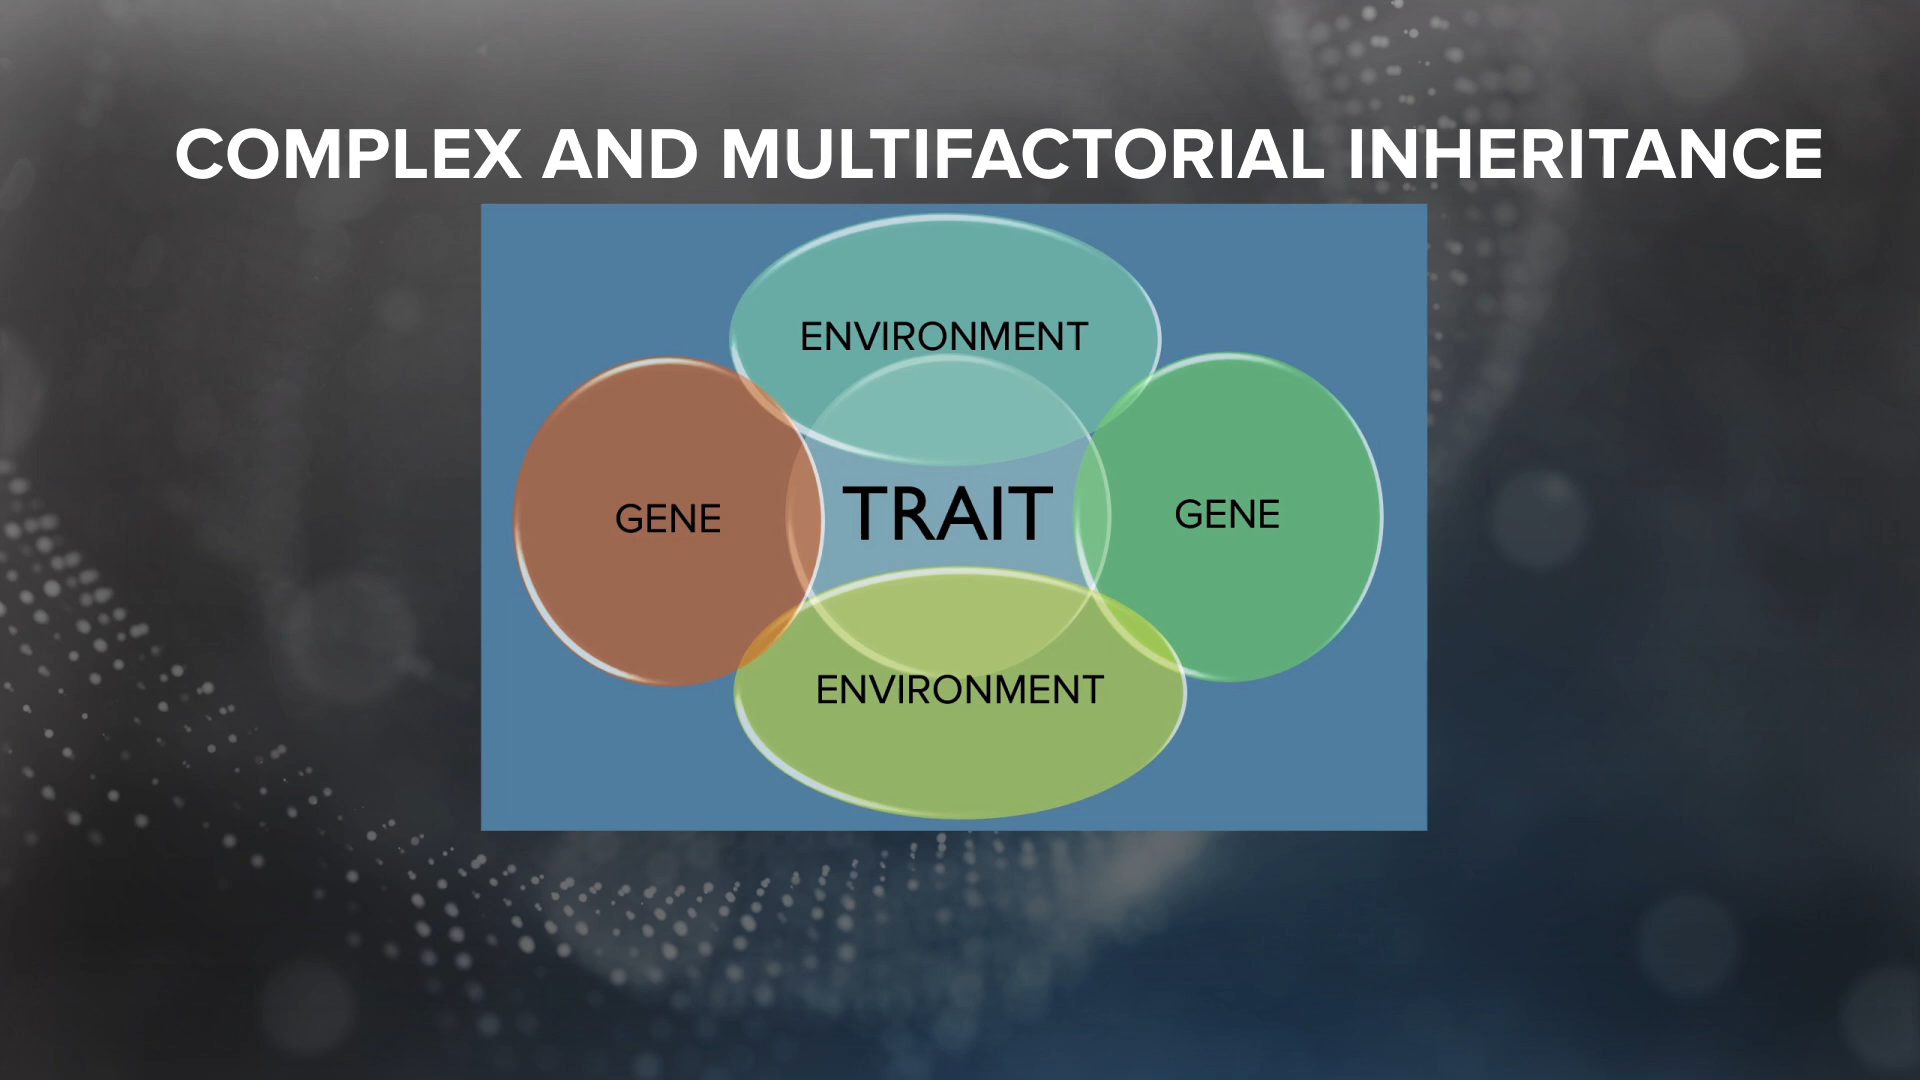 COMPLEX AND MULTIFACTORIAL INHERITANCE
ENVIRONMENT
GENE
TRAIT
GENE
ENVIRONMENT